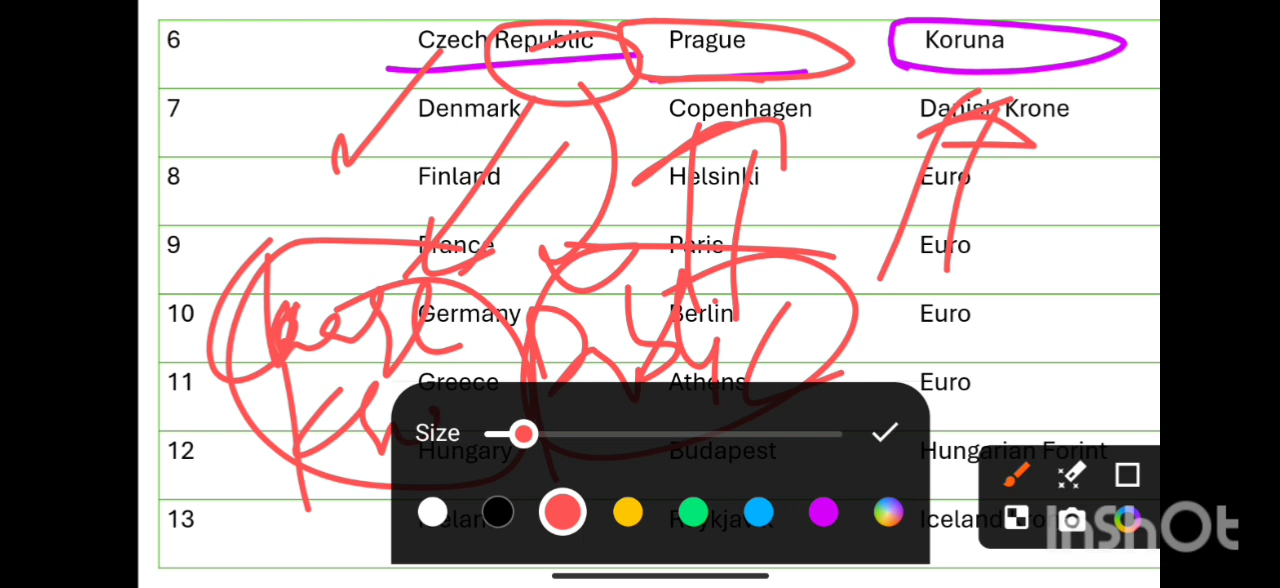 6 Czech Republic Prague Koruna
7 Denmark Copenhagen Danish Krone
8 Finland Helsinki Euro
9 France Paris Euro
10 Germany Berlin Euro
11 Greece Athens Euro
Size
12 Hungary Budapest Hungarian Forint
13
InShOt